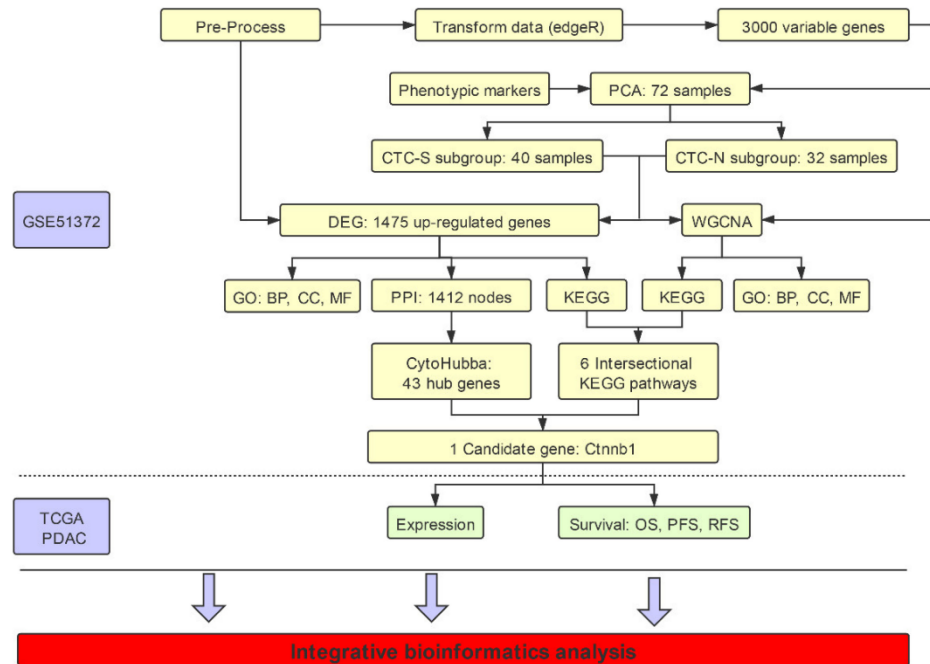 Pre-Process
Transform data (edgeR)
3000 variable genes
Phenotypic markers
PCA: 72 samples
CTC-S subgroup: 40 samples
CTC-N subgroup: 32 samples
GSE51372
DEG: 1475 up-regulated genes
WGCNA
GO: BP, CC, MF
PPI: 1412 nodes
KEGG
KEGG
GO: BP, CC, MF
CytoHubba:
43 hub genes
6 Intersectional
KEGG pathways
1 Candidate gene: Ctnnb1
TCGA
PDAC
Expression
Survival: OS, PFS, RFS
Integrative bioinformatics analysis